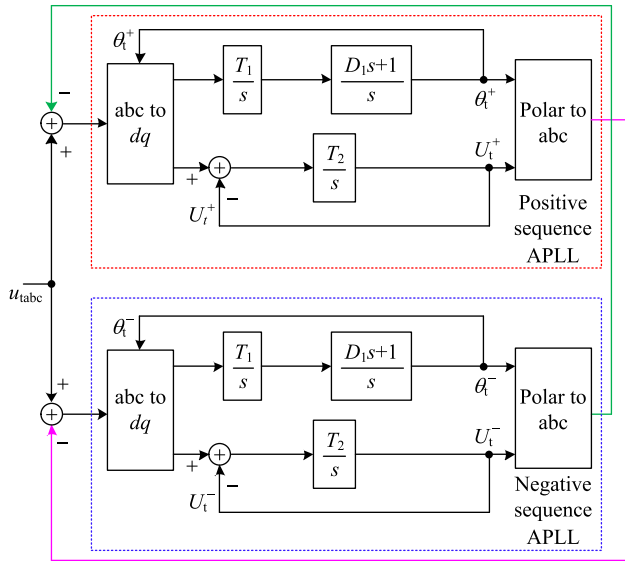 θt+
T1
s
D1s+1
s
θt+
abc to
dq
Polar to
abc
−
+
+
T2
s
Ut+
+
−
Ut+
Positive
sequence
APLL
utabc
θt−
T1
s
D1s+1
s
θt−
abc to
dq
Polar to
abc
+
+
−
T2
s
Ut−
+
+
−
Ut−
Negative
sequence
APLL